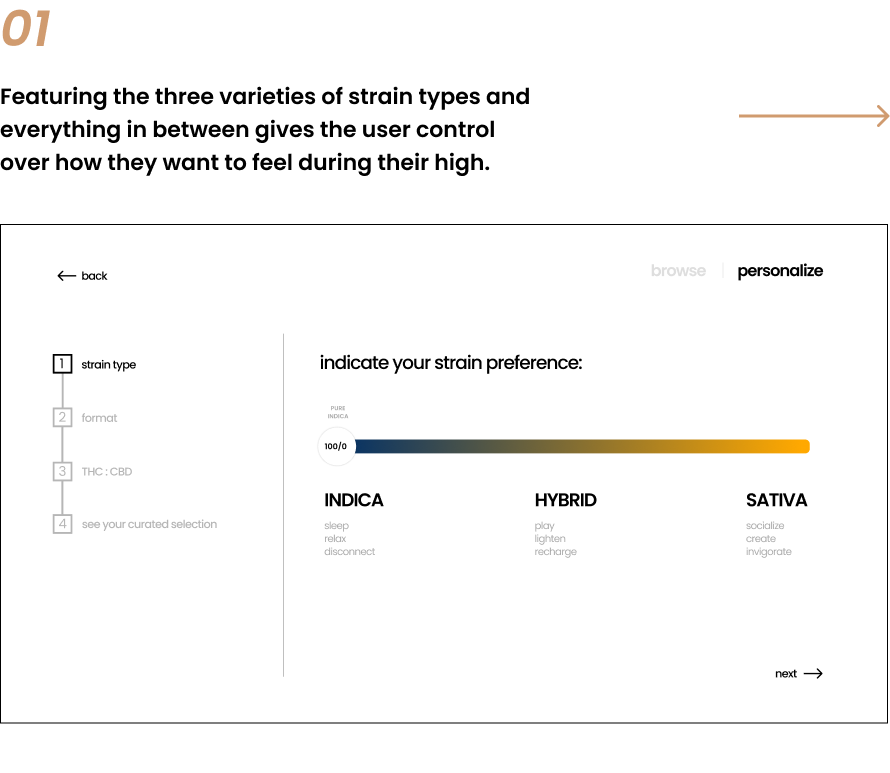 01
Featuring the three varieties of strain types and
everything in between gives the user control
over how they want to feel during their high.
back
browse
personalize
1 strain type
2 format
3 THC : CBD
4 see your curated selection
indicate your strain preference:
PURE
INDICA
100/0
INDICA
sleep
relax
disconnect
HYBRID
play
lighten
recharge
SATIVA
socialize
create
invigorate
next